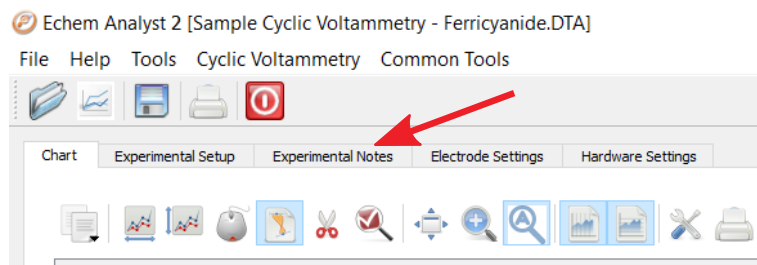 Echem Analyst 2 [Sample Cyclic Voltammetry - Ferricyanide.DTA]
File Help Tools Cyclic Voltammetry Common Tools
Chart Experimental Setup Experimental Notes Electrode Settings Hardware Settings
A